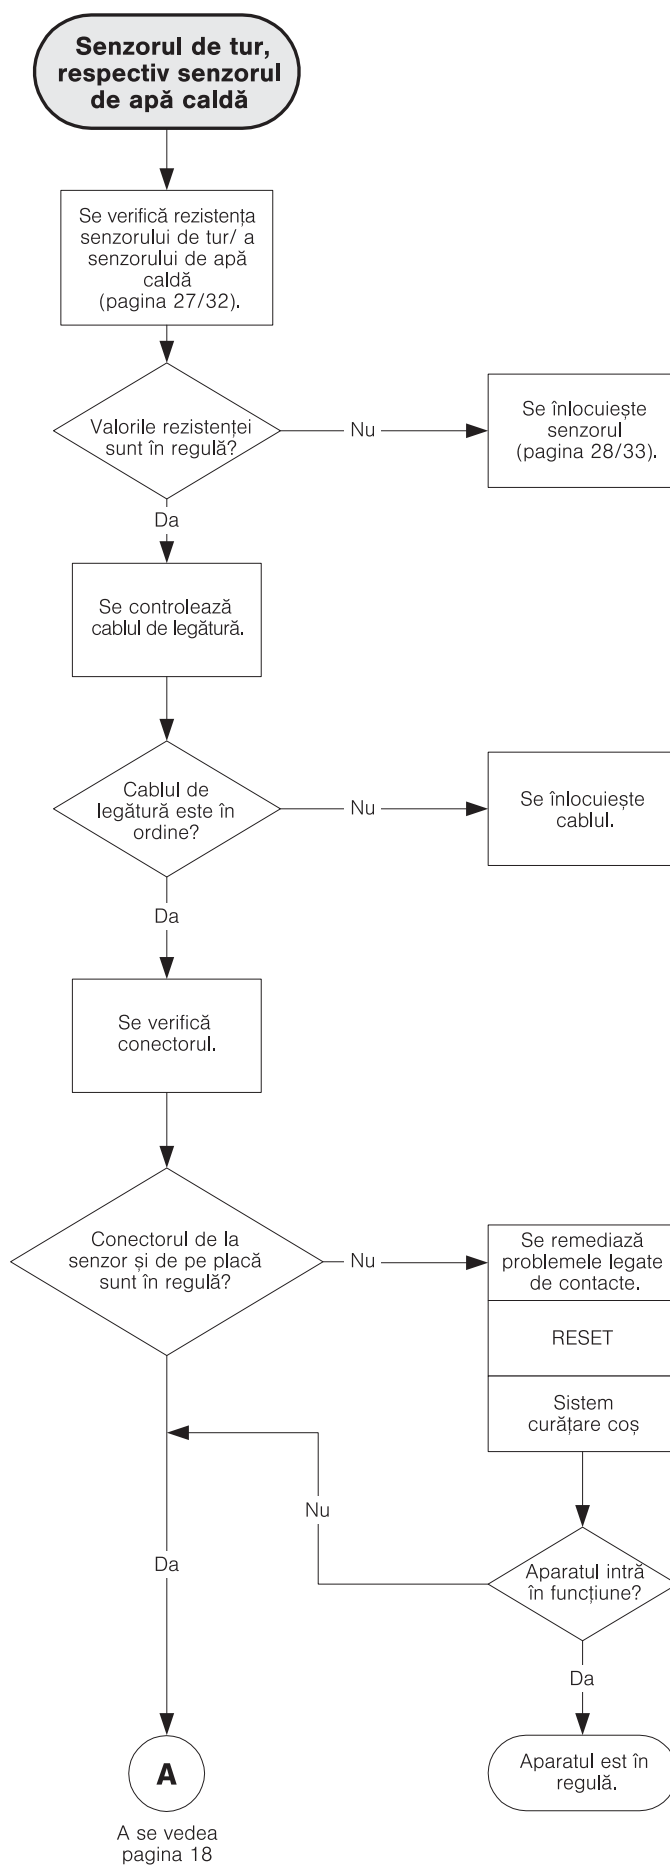 Senzorul de tur,
respectiv senzorul
de apă caldă
Se verifică rezistența
senzorului de tur/ a
senzorului de apă
caldă
(pagina 27/32).
Valorile rezistenței
sunt în regulă?
Nu
Se înlocuiește
senzorul
(pagina 28/33).
Da
Se controlează
cablul de legătură.
Cablul de
legătură este în
ordine?
Nu
Se înlocuiește
cablul.
Da
Se verifică
conectorul.
Conectorul de la
senzor și de pe placă
sunt în regulă?
Nu
Se remediază
problemele legate
de contacte.
RESET
Sistem
curățare coș
Nu
Da
Aparatul intră
în funcțiune?
Da
Aparatul est în
regulă.
A
A se vedea
pagina 18